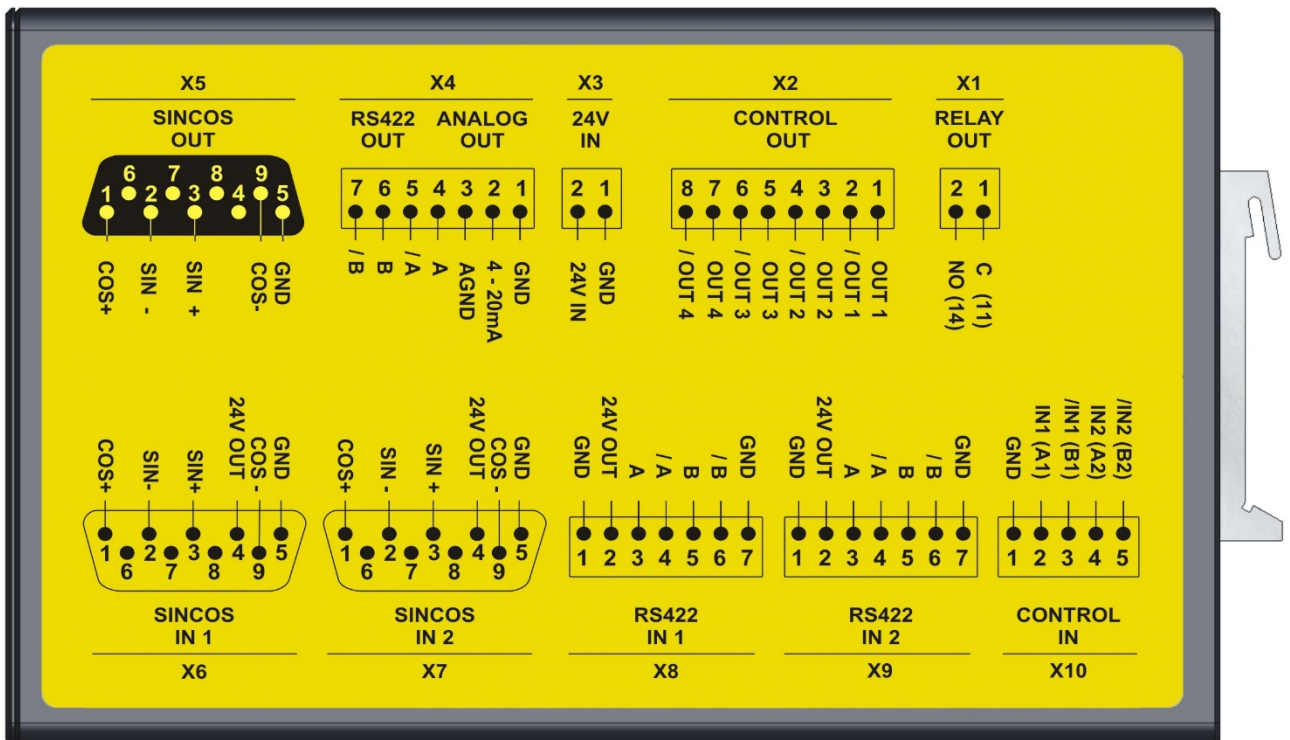 X5 X4 X3 X2 X1
SINCOS RS422 ANALOG 24V CONTROL RELAY
OUT OUT OUT IN OUT OUT
6 7 8 9
1 2 3 4 5
7 6 5 4 3 2 1
2 1
8 7 6 5 4 3 2 1
2 1
COS+
SIN -
SIN +
COS-
GND
/ B
B
/ A
A
AGND
4 - 20mA
GND
24V IN
GND
/ OUT 4
OUT 4
/ OUT 3
OUT 3
/ OUT 2
OUT 2
/ OUT 1
OUT 1
NO (14)
C (11)
COS+
SIN-
SIN+
24V OUT
COS -
GND
COS+
SIN -
SIN +
24V OUT
COS -
GND
GND
24V OUT
A
/ A
B
/ B
GND
GND
24V OUT
A
/ A
B
/ B
GND
GND
IN1 (A1)
/IN1 (B1)
IN2 (A2)
/IN2 (B2)
1 2 3 4 5
6 7 8 9
1 2 3 4 5
6 7 8 9
1 2 3 4 5 6 7
1 2 3 4 5 6 7
1 2 3 4 5
SINCOS SINCOS RS422 RS422 CONTROL
IN 1 IN 2 IN 1 IN 2 IN
X6 X7 X8 X9 X10